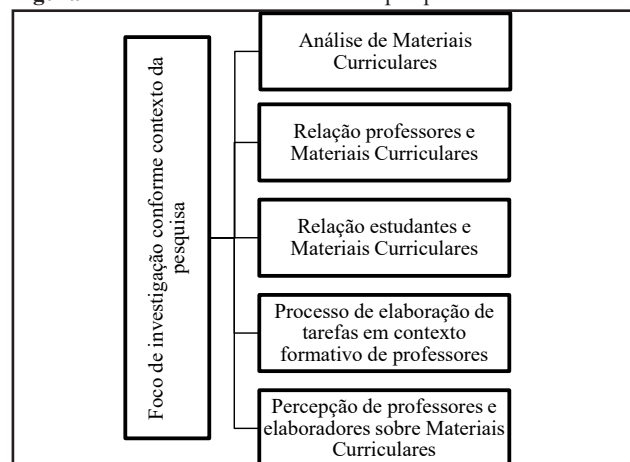 Foco de investigação conforme contexto da
pesquisa
Análise de Materiais
Curriculares
Relação professores e
Materiais Curriculares
Relação estudantes e
Materiais Curriculares
Processo de elaboração de
tarefas em contexto
formativo de professores
Percepção de professores e
elaboradores sobre Materiais
Curriculares